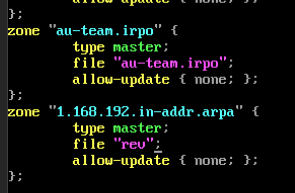 allow-update { none; };
};
zone "au-team.irpo" {
type master;
file "au-team.irpo";
allow-update { none; };
};
zone "1.168.192.in-addr.arpa" {
type master;
file "rev";
allow-update { none; };
};